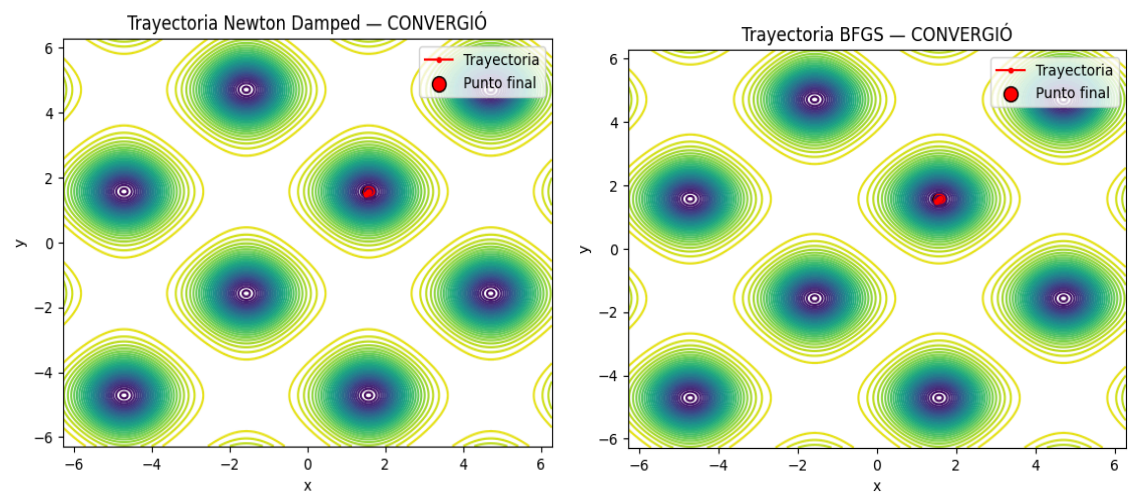 Trayectoria Newton Damped — CONVERGIÓ
Trayectoria
Punto final
6
4
2
0
−2
−4
−6
y
−6
−4
−2
0
2
4
6
x
Trayectoria BFGS — CONVERGIÓ
Trayectoria
Punto final
6
4
2
0
−2
−4
−6
y
−6
−4
−2
0
2
4
6
x